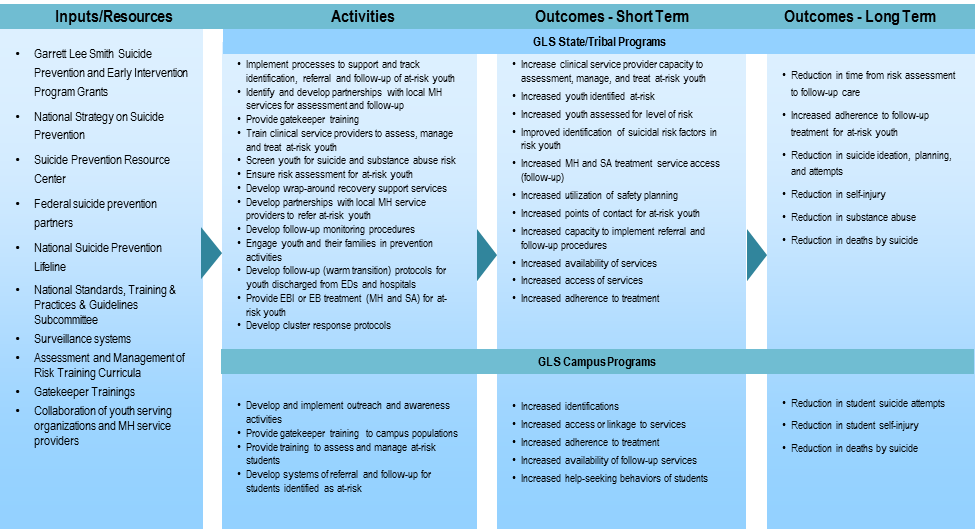 Inputs/Resources
Activities
Outcomes - Short Term
Outcomes - Long Term
• Garrett Lee Smith Suicide
Prevention and Early Intervention
Program Grants
• National Strategy on Suicide
Prevention
• Suicide Prevention Resource
Center
• Federal suicide prevention
partners
• National Suicide Prevention
Lifeline
• National Standards, Training &
Practices & Guidelines
Subcommittee
• Surveillance systems
• Assessment and Management of
Risk Training Curricula
• Gatekeeper Trainings
• Collaboration of youth serving
organizations and MH service
providers
GLS State/Tribal Programs
• Implement processes to support and track
identification, referral and follow-up of at-risk youth
• Identify and develop partnerships with local MH
services for assessment and follow-up
• Provide gatekeeper training
• Train clinical service providers to assess, manage
and treat at-risk youth
• Screen youth for suicide and substance abuse risk
• Ensure risk assessment for at-risk youth
• Develop wrap-around recovery support services
• Develop partnerships with local MH service
providers to refer at-risk youth
• Develop follow-up monitoring procedures
• Engage youth and their families in prevention
activities
• Develop follow-up (warm transition) protocols for
youth discharged from EDs and hospitals
• Provide EBI or EB treatment (MH and SA) for at-
risk youth
• Develop cluster response protocols
• Increase clinical service provider capacity to
assessment, manage, and treat at-risk youth
• Increased youth identified at-risk
• Increased youth assessed for level of risk
• Improved identification of suicidal risk factors in
risk youth
• Increased MH and SA treatment service access
(follow-up)
• Increased utilization of safety planning
• Increased points of contact for at-risk youth
• Increased capacity to implement referral and
follow-up procedures
• Increased availability of services
• Increased access of services
• Increased adherence to treatment
• Reduction in time from risk assessment
to follow-up care
• Increased adherence to follow-up
treatment for at-risk youth
• Reduction in suicide ideation, planning,
and attempts
• Reduction in self-injury
• Reduction in substance abuse
• Reduction in deaths by suicide
GLS Campus Programs
• Develop and implement outreach and awareness
activities
• Provide gatekeeper training to campus populations
• Provide training to assess and manage at-risk
students
• Develop systems of referral and follow-up for
students identified as at-risk
• Increased identifications
• Increased access or linkage to services
• Increased adherence to treatment
• Increased availability of follow-up services
• Increased help-seeking behaviors of students
• Reduction in student suicide attempts
• Reduction in student self-injury
• Reduction in deaths by suicide